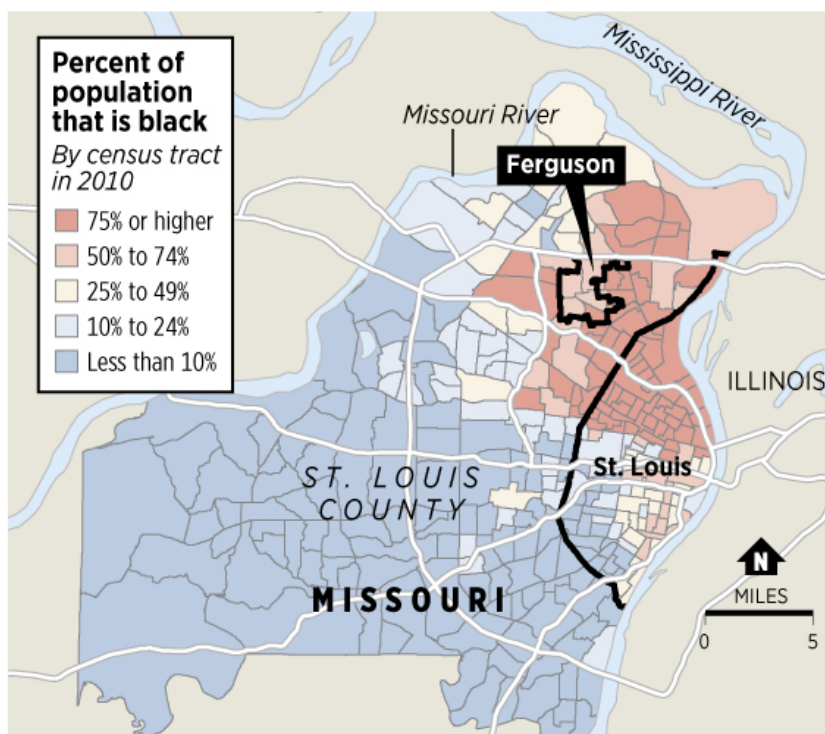 Percent of
population
that is black
By census tract
in 2010
75% or higher
50% to 74%
25% to 49%
10% to 24%
Less than 10%
Mississippi River
Missouri River
Ferguson
ILLINOIS
St. Louis
ST. LOUIS
COUNTY
MISSOURI
N
MILES
0 5